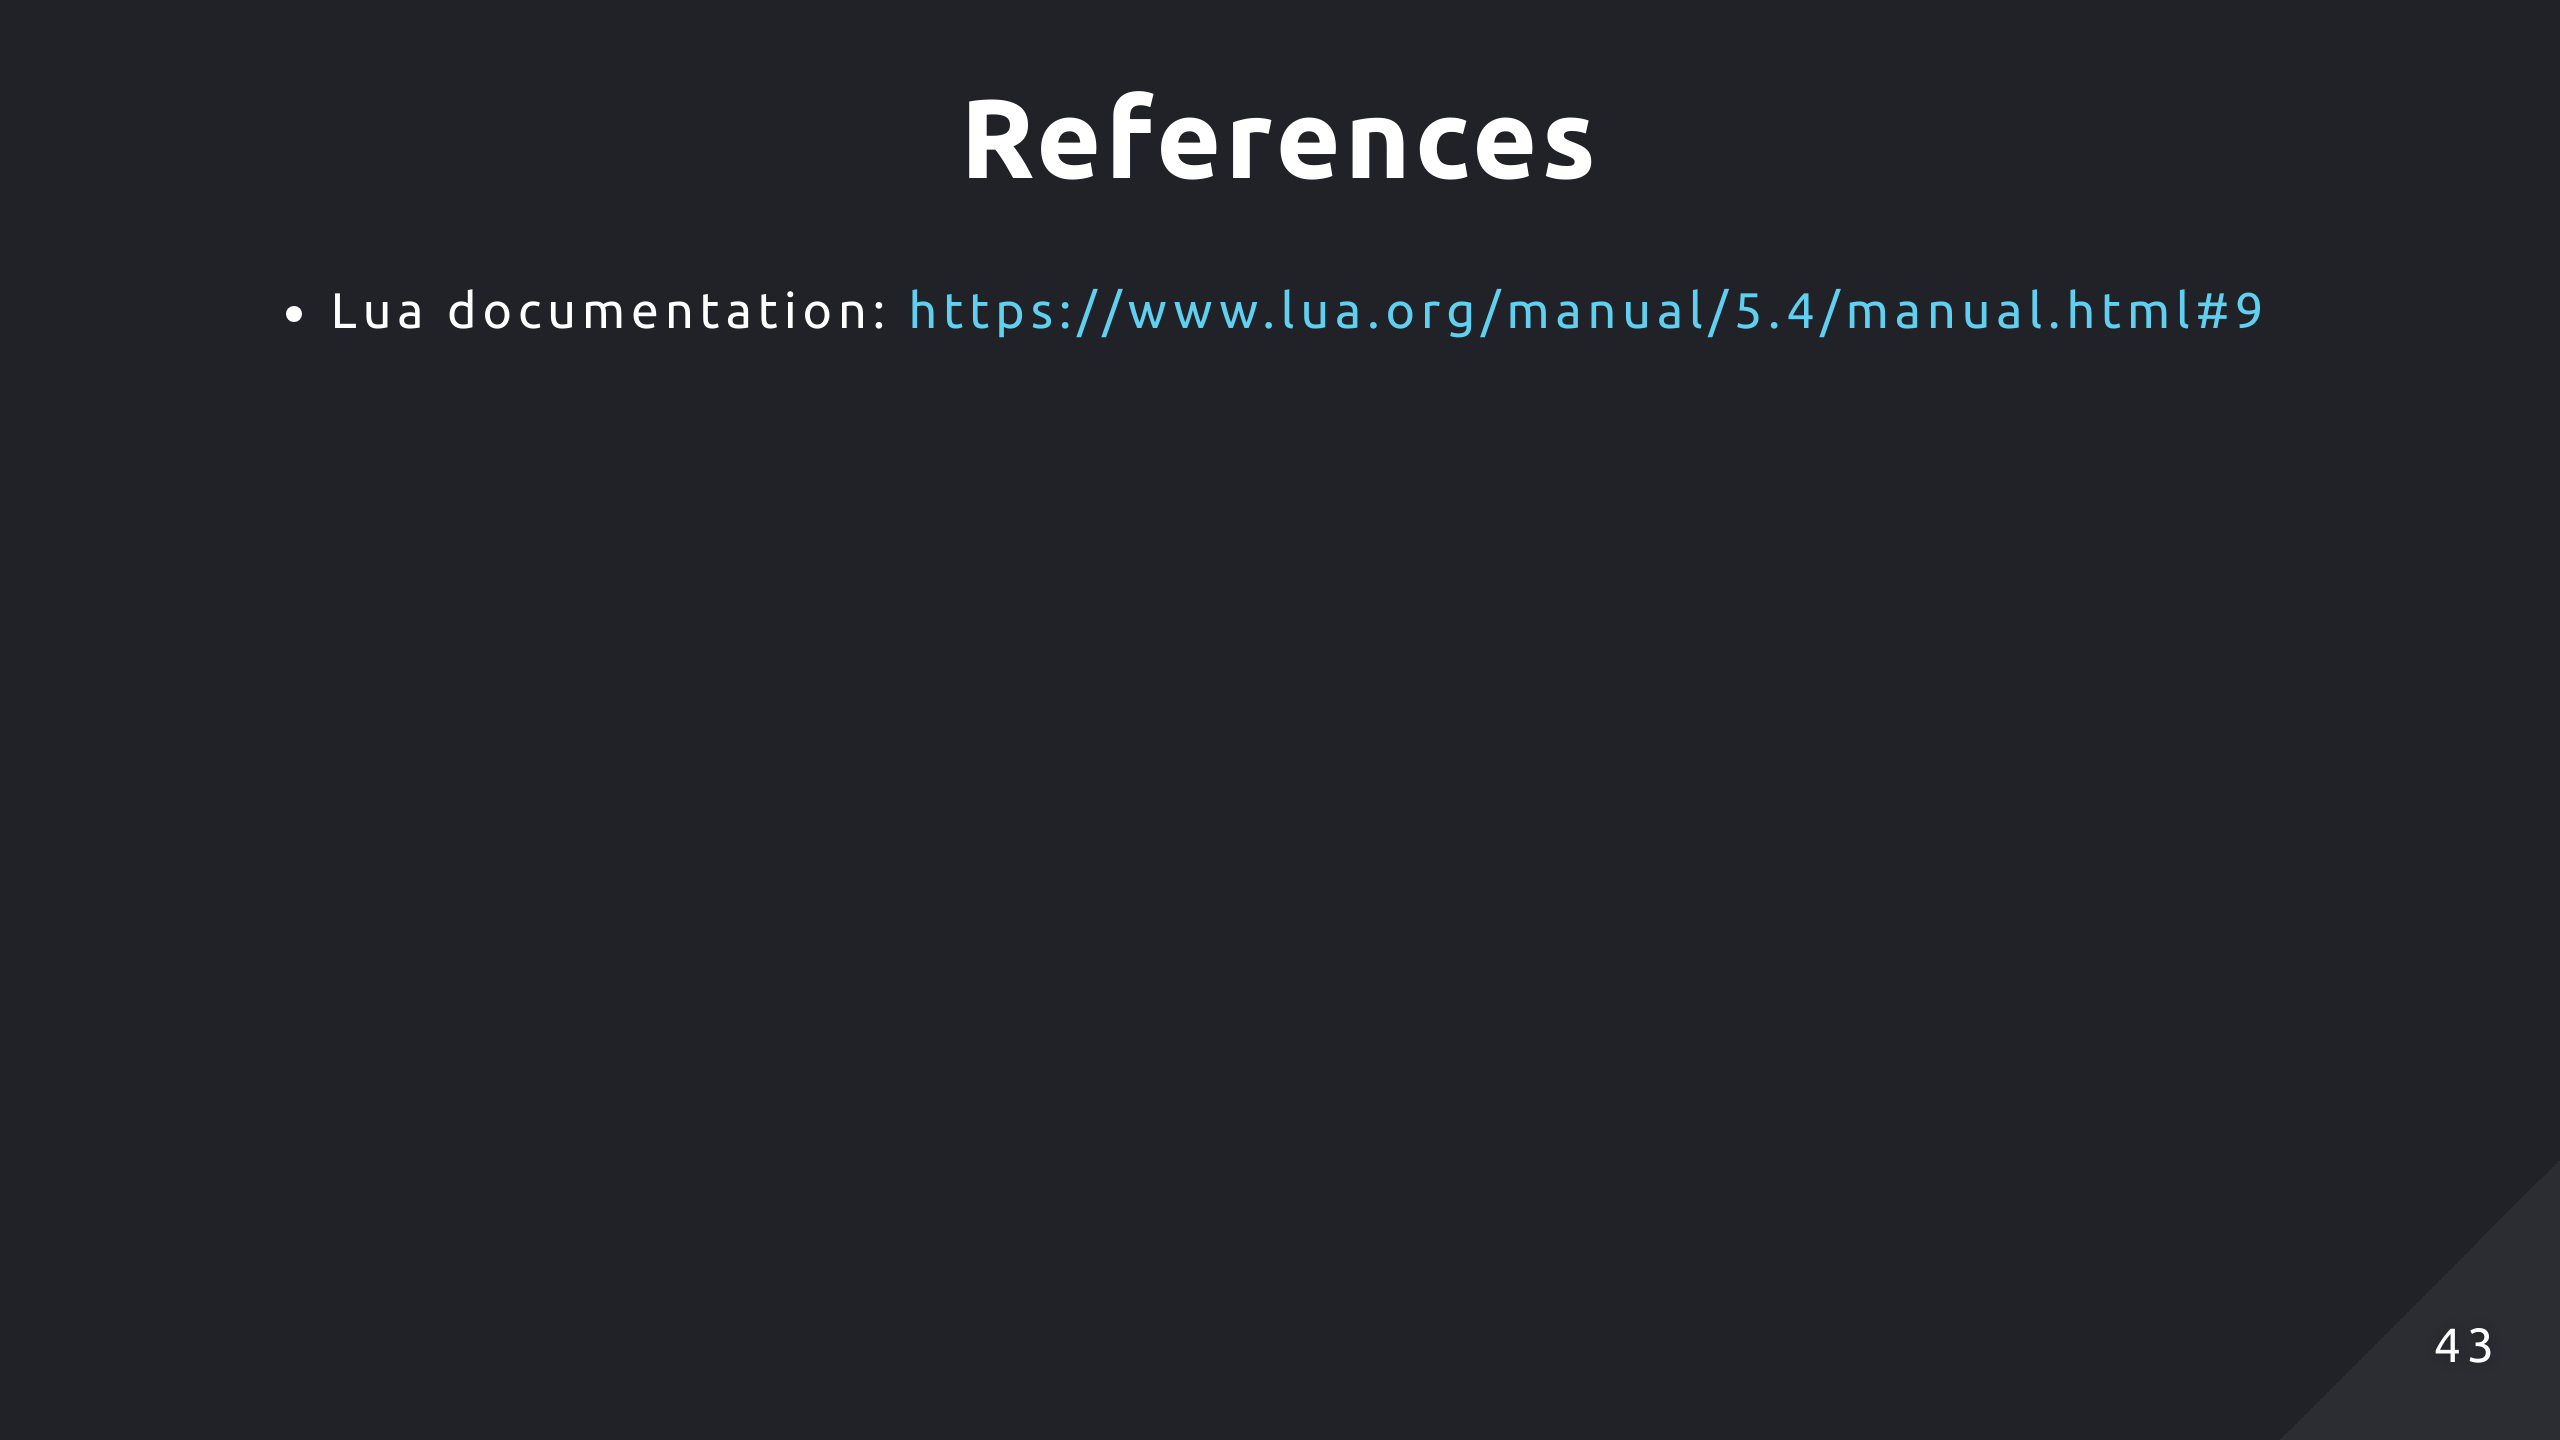 References
• Lua documentation: https://www.lua.org/manual/5.4/manual.html#9
43